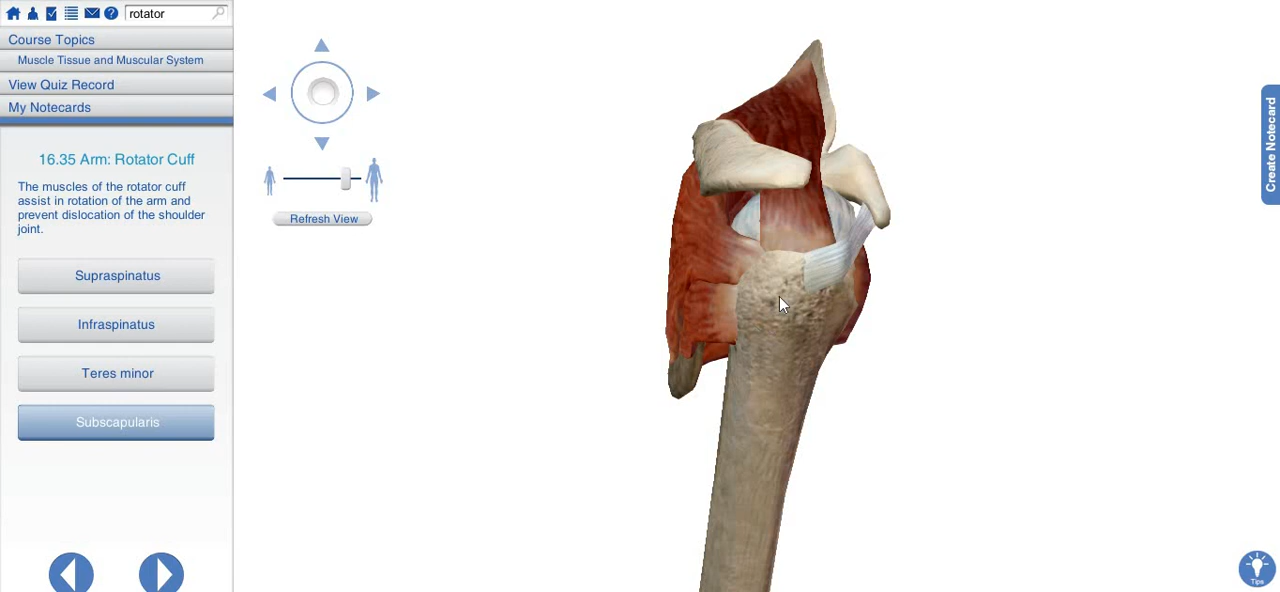 rotator
Course Topics
Muscle Tissue and Muscular System
View Quiz Record
My Notecards
16.35 Arm: Rotator Cuff
The muscles of the rotator cuff
assist in rotation of the arm and
prevent dislocation of the shoulder
joint.
Supraspinatus
Infraspinatus
Teres minor
Subscapularis
Refresh View
Create Notecard
Tips